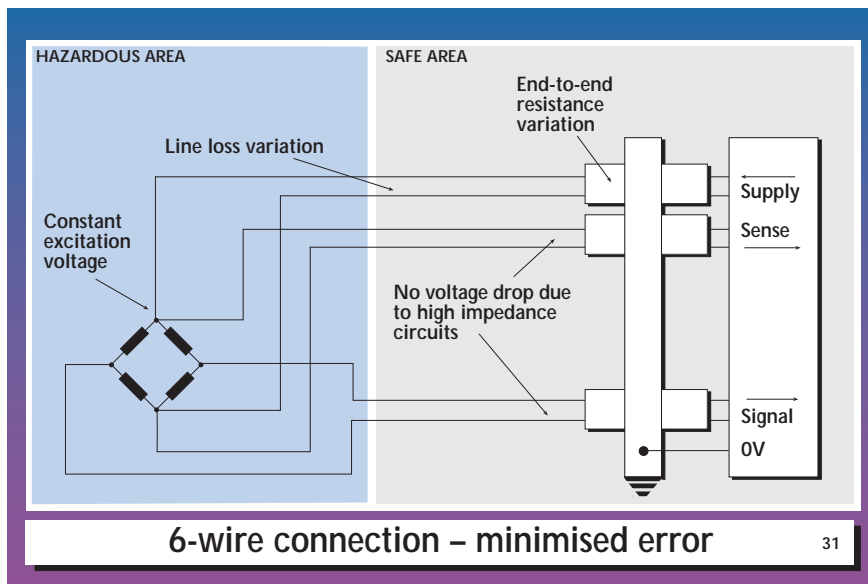 HAZARDOUS AREA
SAFE AREA
End-to-end
resistance
variation
Line loss variation
Supply
Constant
excitation
voltage
Sense
No voltage drop due
to high impedance
circuits
Signal
0V
6-wire connection – minimised error
31